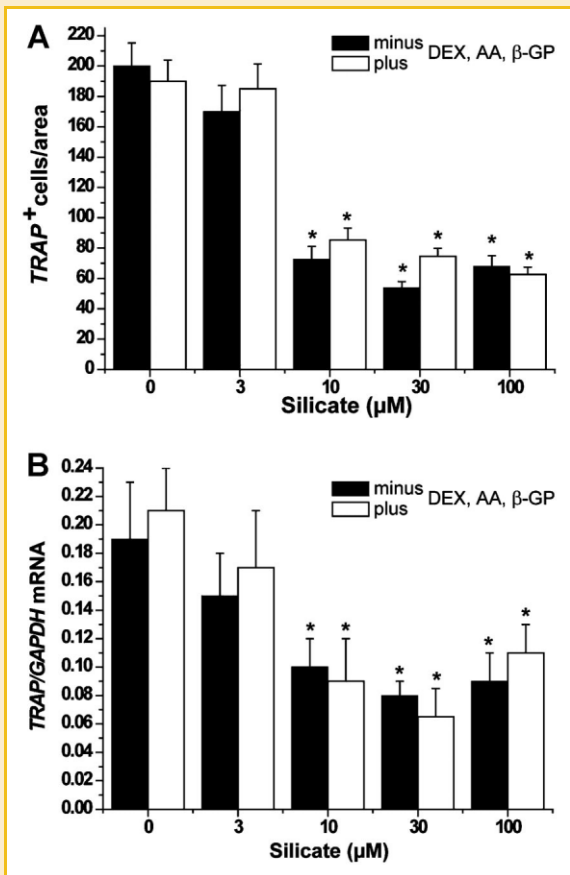 A
minus
DEX, AA, β-GP
plus
220
200
180
160
140
120
100
80
60
40
20
0
TRAP+cells/area
* * * * * *
0 3 10 30 100
Silicate (µM)
B
minus
DEX, AA, β-GP
plus
0.24
0.22
0.20
0.18
0.16
0.14
0.12
0.10
0.08
0.06
0.04
0.02
0.00
TRAP/GAPDH mRNA
* * * * * *
0 3 10 30 100
Silicate (µM)